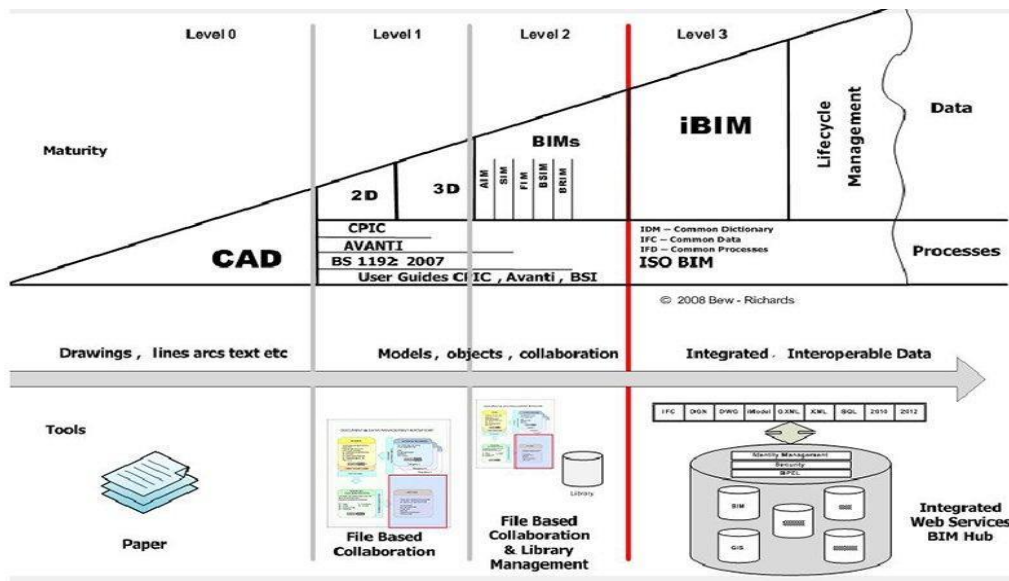 Level 0
Level 1
Level 2
Level 3
Maturity
Data
Processes
CAD
2D
3D
BIMs
AIM
SIM
FIM
BSIM
BRIM
iBIM
Lifecycle
Management
CPIC
AVANTI
BS 1192: 2007
User Guides CPIC , Avanti , BSI
IDM – Common Dictionary
IFC – Common Data
IFD – Common Processes
ISO BIM
© 2008 Bew - Richards
Drawings , lines arcs text etc
Models , objects , collaboration
Integrated , Interoperable Data
Tools
Paper
File Based
Collaboration
File Based
Collaboration
& Library
Management
Library
IFC DGN DWG iModel GXML XML SQL 2010 2012
Identity Management
Security
BPEL
BIM
GIS
Integrated
Web Services
BIM Hub